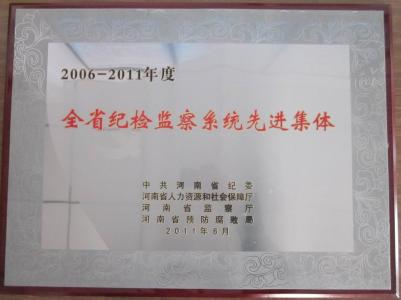 2006-2011年度
全省纪检监察系统先进集体
中共河南省纪委
河南省人力资源和社会保障厅
河南省监察厅
河南省预防腐败局
2011年6月